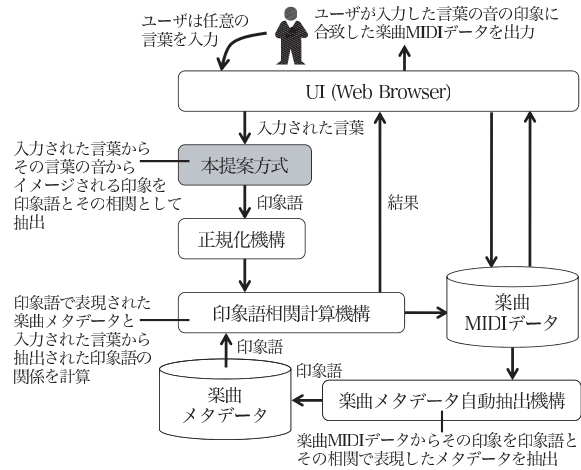 ユーザは任意の
言葉を入力
ユーザが入力した言葉の音の印象に
合致した楽曲MIDIデータを出力
UI (Web Browser)
入力された言葉
入力された言葉から
その言葉の音から
イメージされる印象を
印象語とその相関として
抽出
本提案方式
印象語
結果
正規化機構
印象語で表現された
楽曲メタデータと
入力された言葉から
抽出された印象語の
関係を計算
印象語相関計算機構
楽曲
MIDIデータ
印象語
印象語
楽曲
メタデータ
楽曲メタデータ自動抽出機構
楽曲MIDIデータからその印象を印象語と
その相関で表現したメタデータを抽出